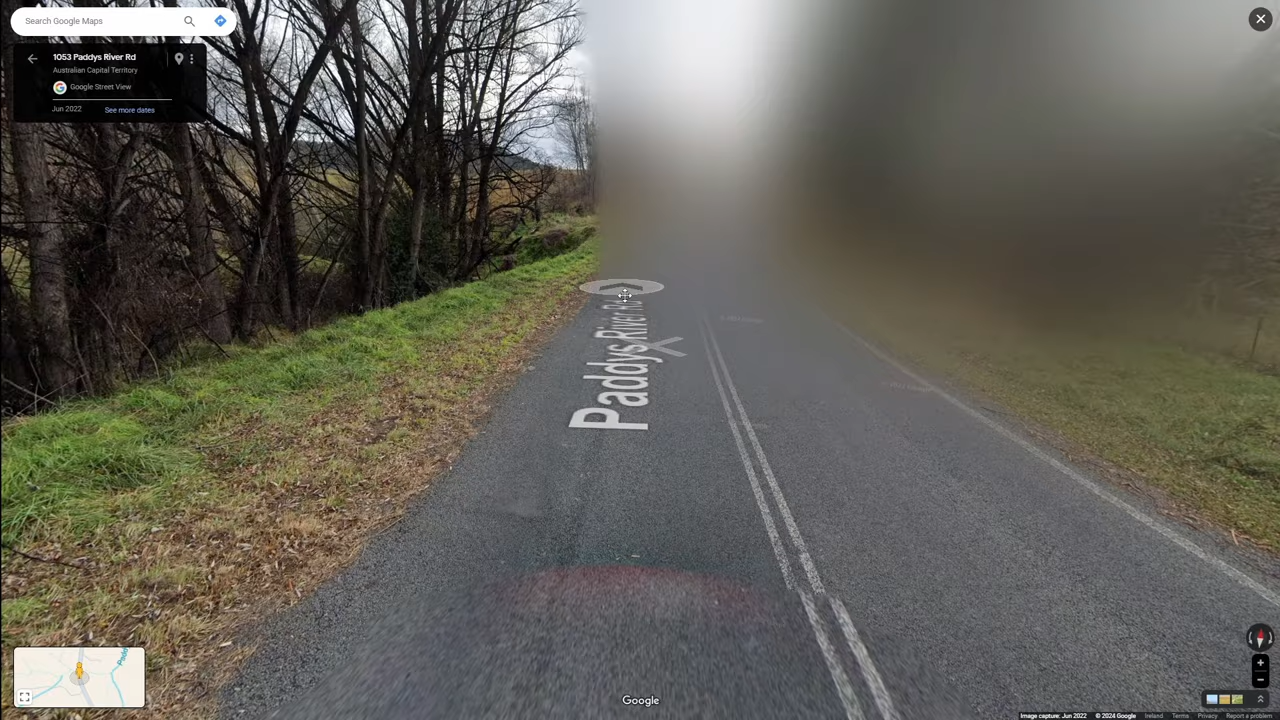 Search Google Maps
1053 Paddys River Rd
Australian Capital Territory
Google Street View
Jun 2022
See more dates
Paddys River Rd
Padd
Google
Image capture: Jun 2022 © 2024 Google Ireland Terms Privacy Report a problem